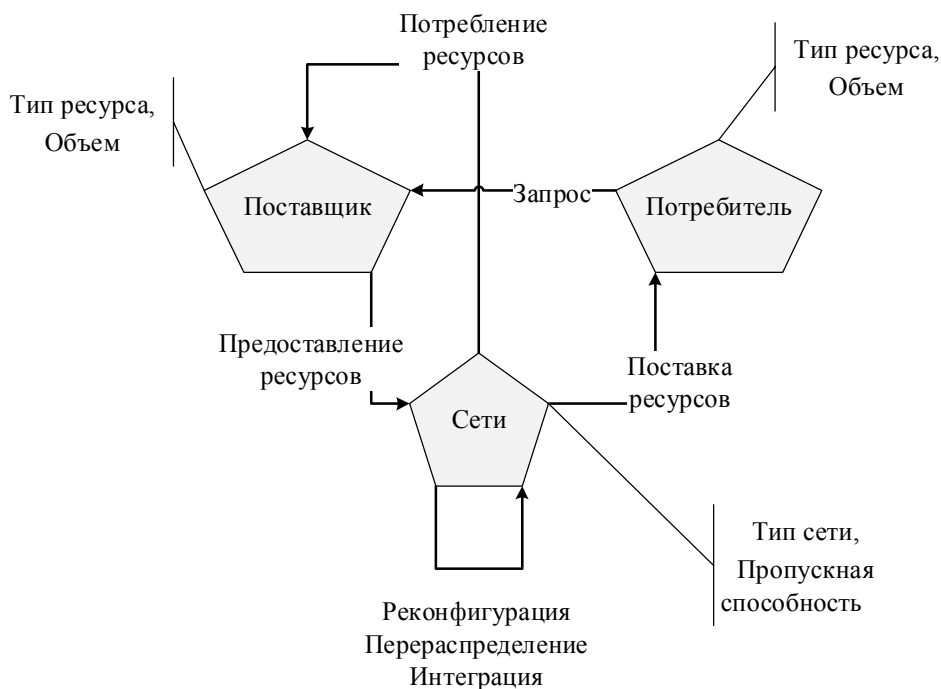 Потребление
ресурсов
Тип ресурса,
Объем
Тип ресурса,
Объем
Поставщик
Запрос
Потребитель
Предоставление
ресурсов
Поставка
ресурсов
Сети
Тип сети,
Пропускная
способность
Реконфигурация
Перераспределение
Интеграция